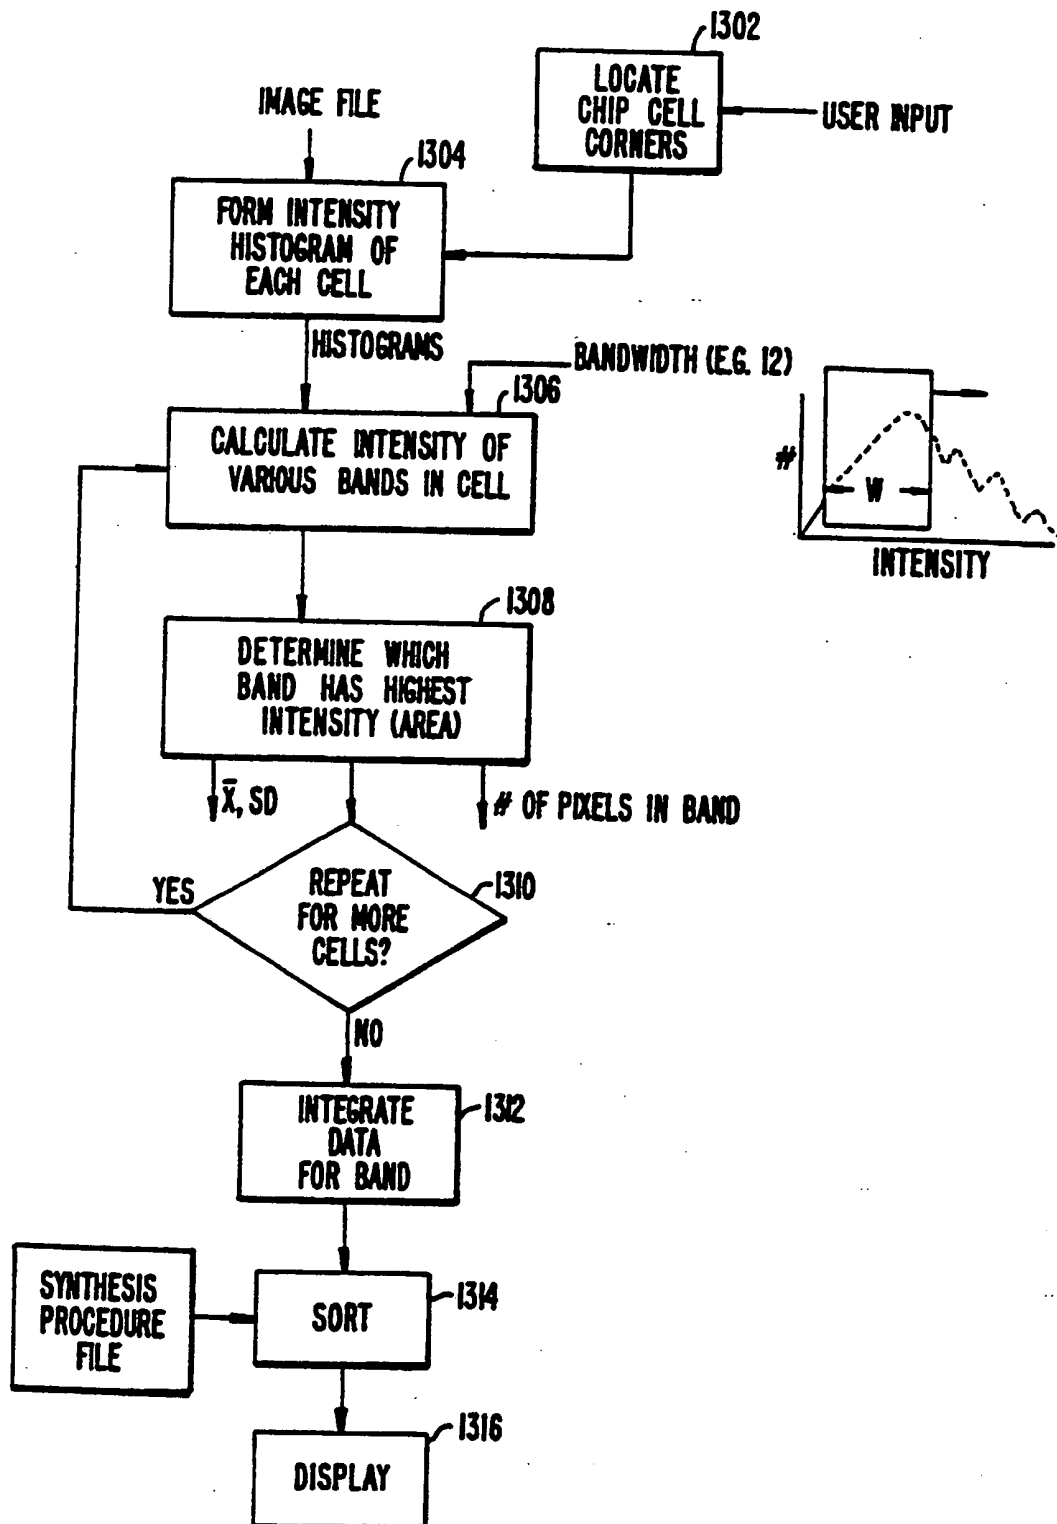 1302
LOCATE
CHIP CELL
CORNERS
USER INPUT
IMAGE FILE
1304
FORM INTENSITY
HISTOGRAM OF
EACH CELL
HISTOGRAMS
BANDWIDTH (E.G. 12)
1306
CALCULATE INTENSITY OF
VARIOUS BANDS IN CELL
#
W
INTENSITY
1308
DETERMINE WHICH
BAND HAS HIGHEST
INTENSITY (AREA)
X̄, SD
# OF PIXELS IN BAND
YES
REPEAT
FOR MORE
CELLS?
1310
NO
INTEGRATE
DATA
FOR BAND
1312
SYNTHESIS
PROCEDURE
FILE
SORT
1314
DISPLAY
1316